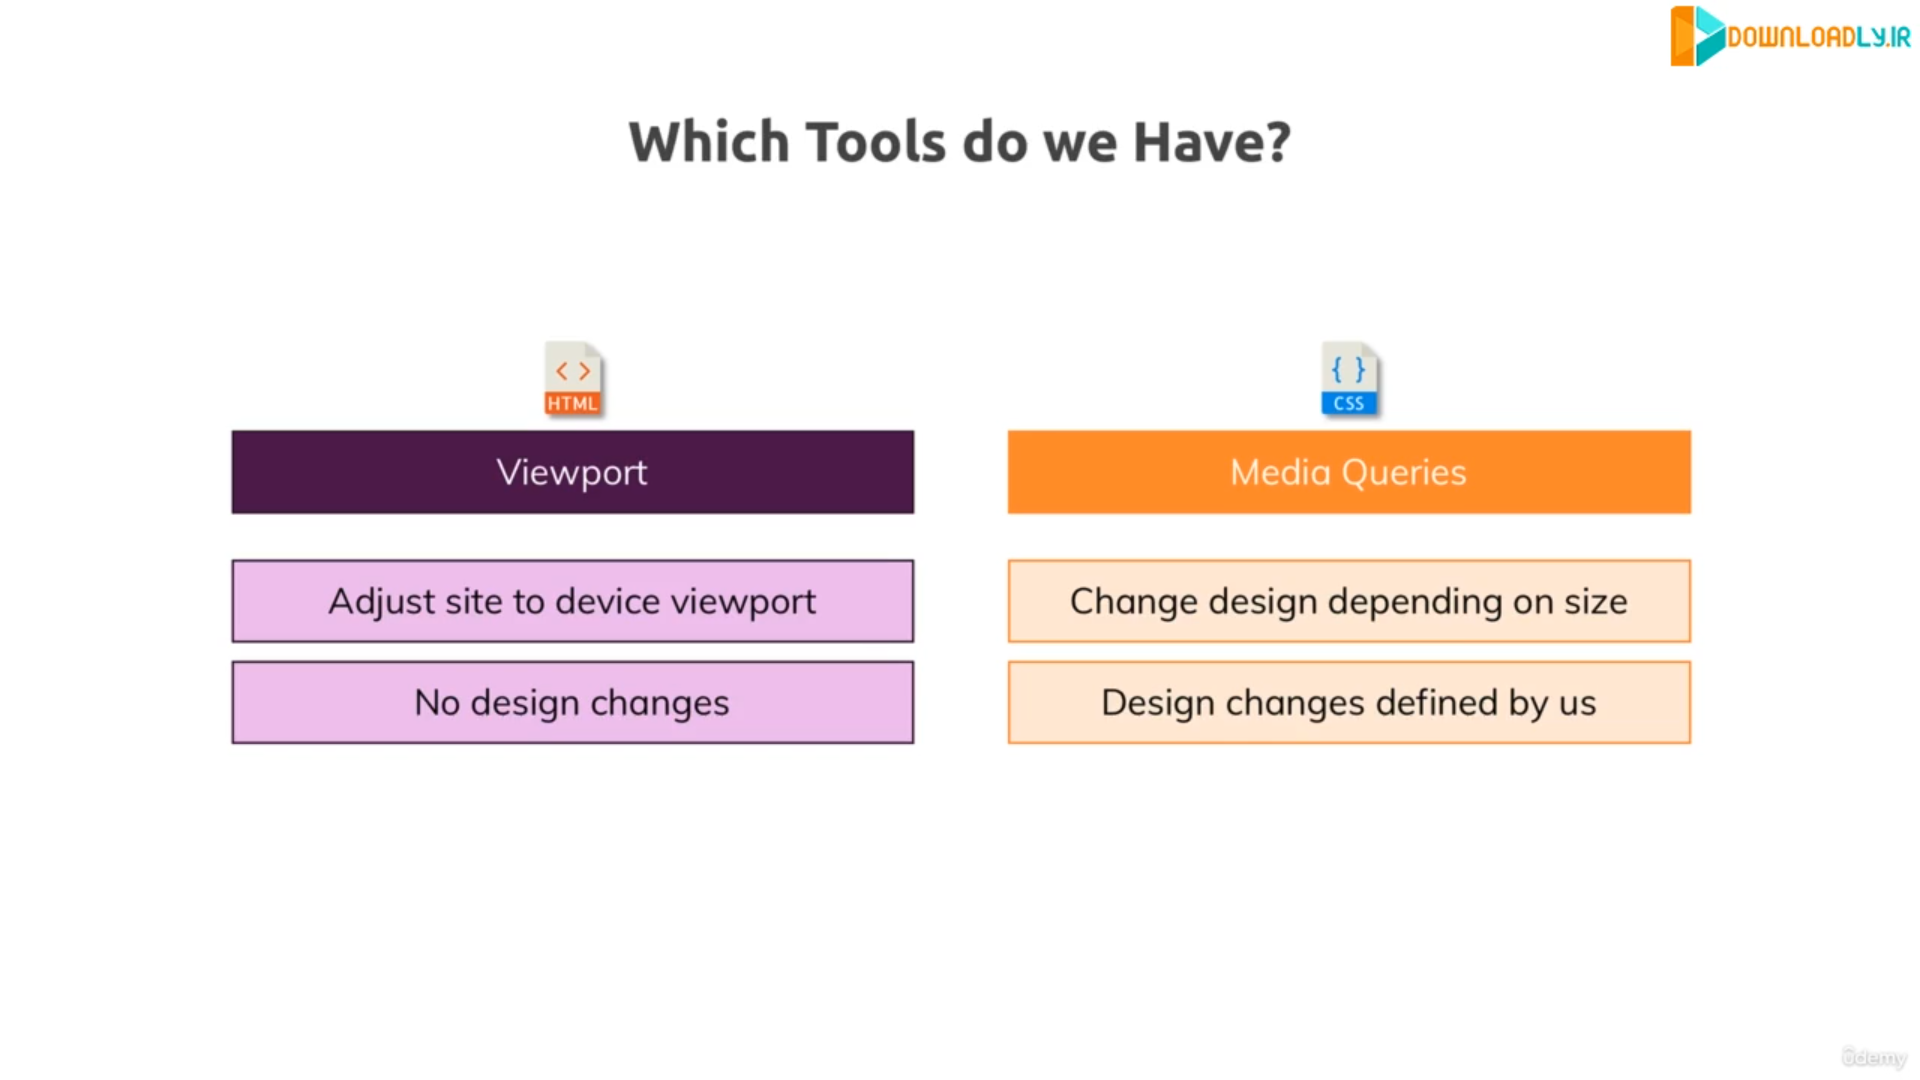 DOWNLOADLY.IR
Which Tools do we Have?
< >
HTML
{ }
CSS
Viewport
Media Queries
Adjust site to device viewport
Change design depending on size
No design changes
Design changes defined by us
ûdemy